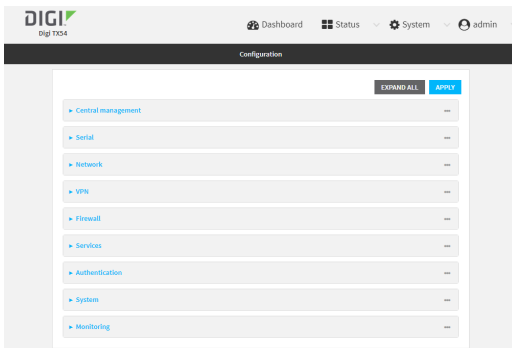 DIGI
Digi TX54
Dashboard Status System admin
Configuration
EXPAND ALL APPLY
Central management
Serial
Network
VPN
Firewall
Services
Authentication
System
Monitoring